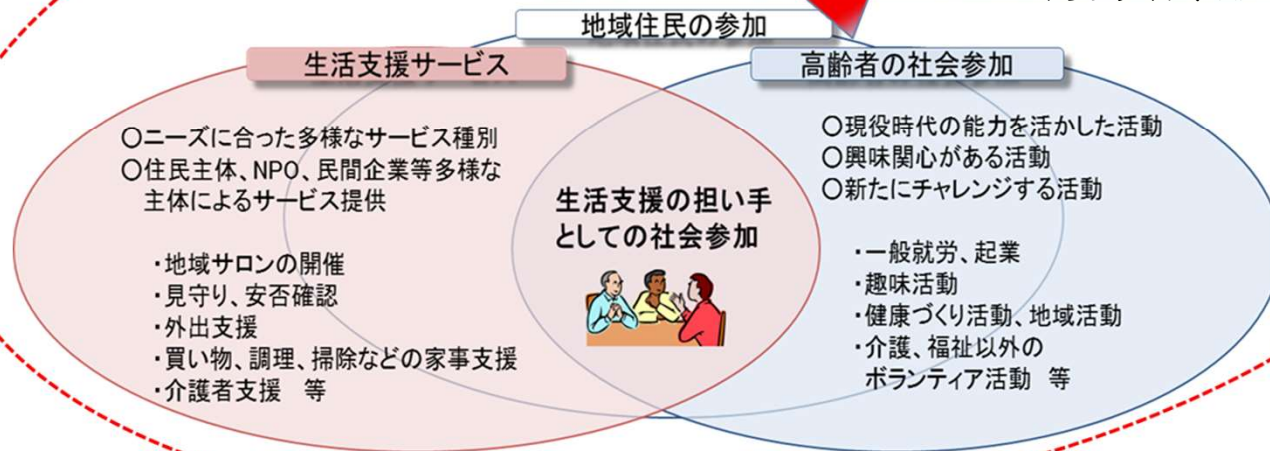 地域住民の参加
生活支援サービス
高齢者の社会参加
○ニーズに合った多様なサービス種別
○住民主体、NPO、民間企業等多様な
主体によるサービス提供
・地域サロンの開催
・見守り、安否確認
・外出支援
・買い物、調理、掃除などの家事支援
・介護者支援　等
生活支援の担い手
としての社会参加
○現役時代の能力を活かした活動
○興味関心がある活動
○新たにチャレンジする活動
・一般就労、起業
・趣味活動
・健康づくり活動、地域活動
・介護、福祉以外の
ボランティア活動　等